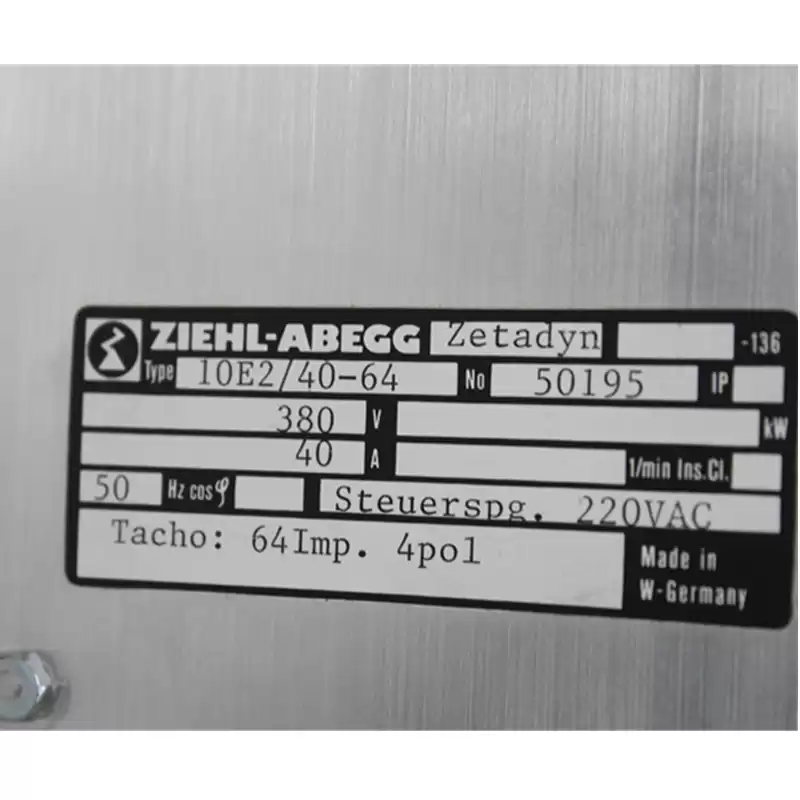 ZIEHL-ABEGG Zetadyn -136
Type 10E2/40-64 No 50195 IP
380 V kW
40 A 1/min Ins.Cl.
50 Hz cosφ Steuerspg. 220VAC
Tacho: 64Imp. 4pol
Made in
W-Germany